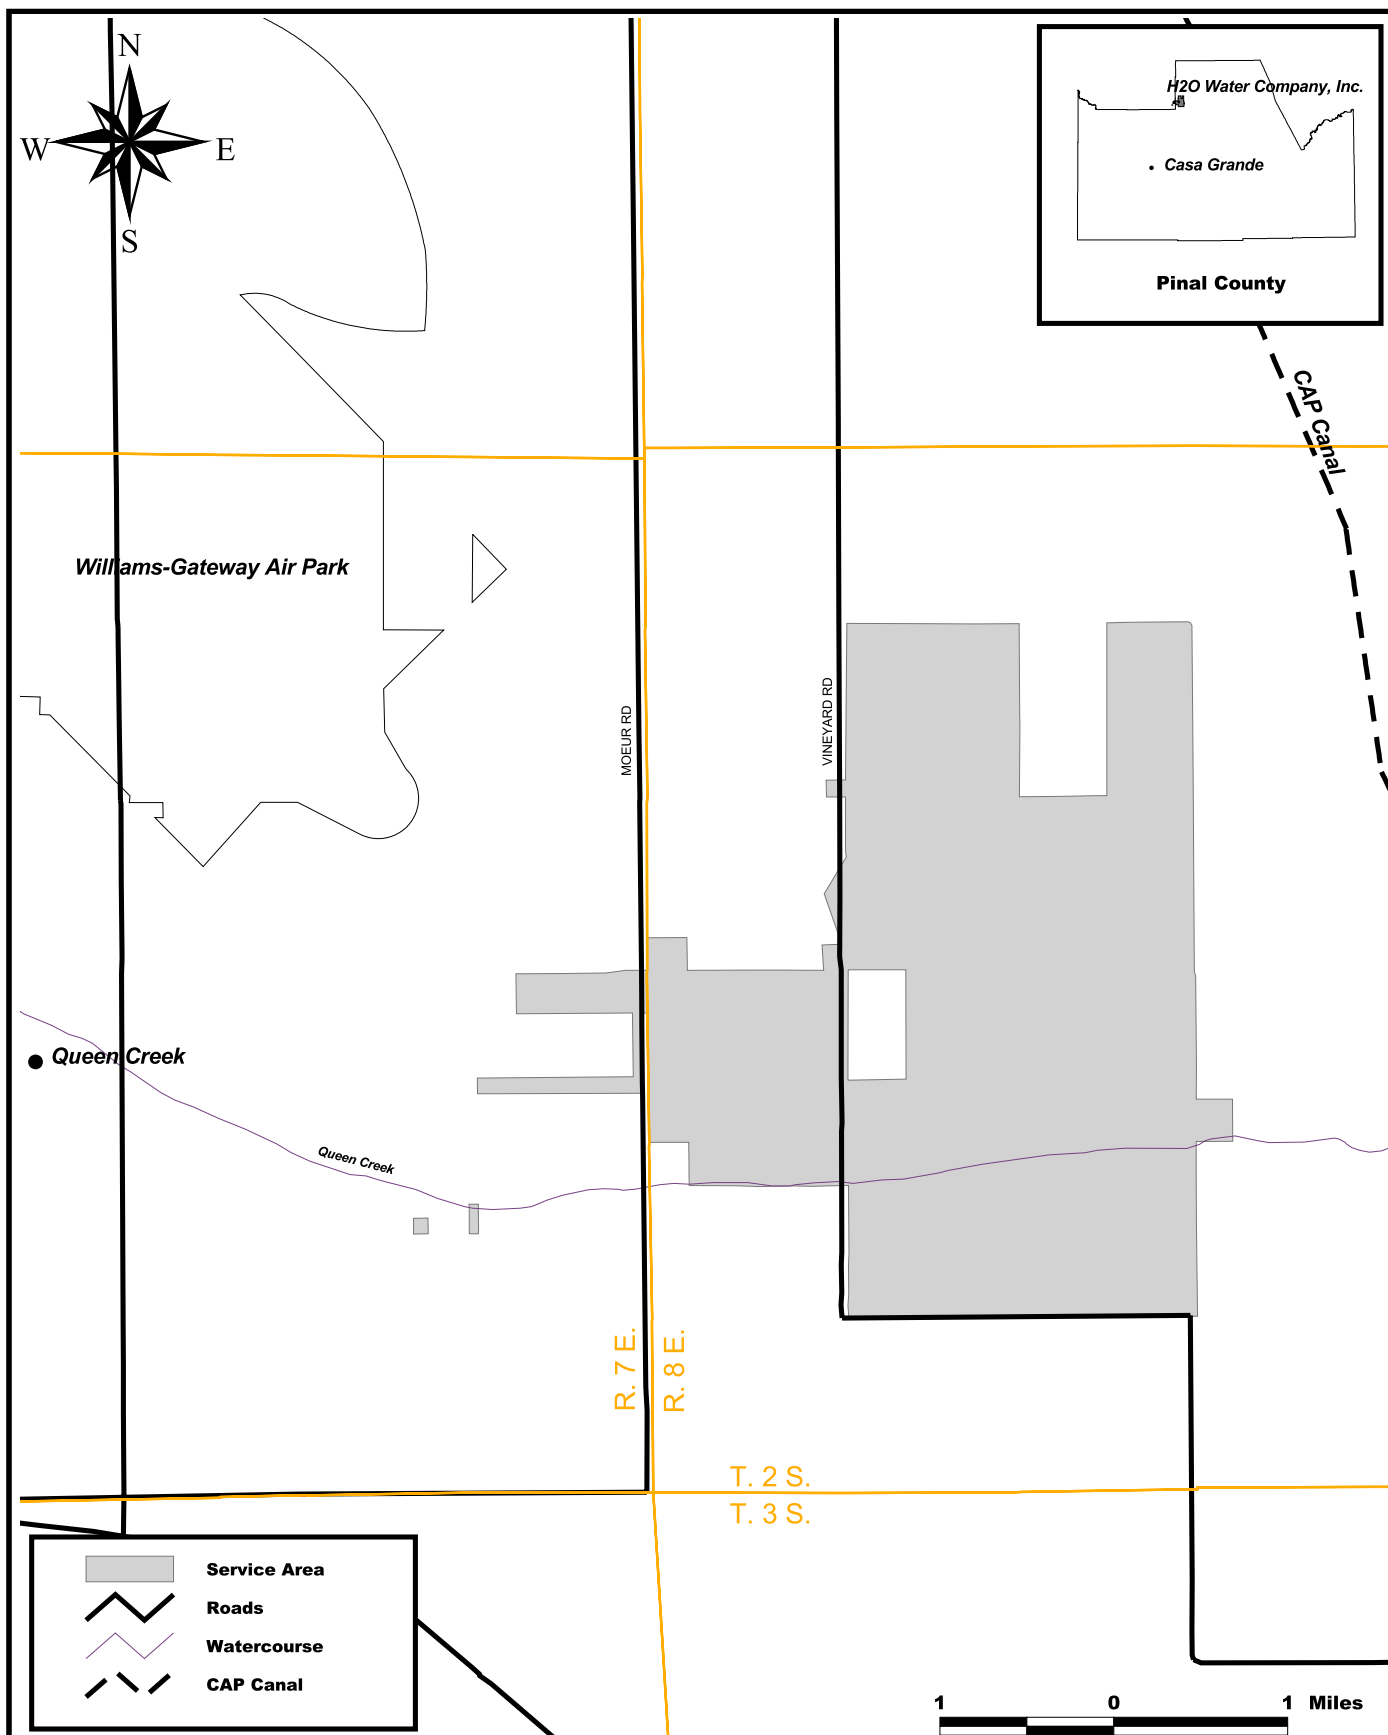 N
W
E
S
H2O Water Company, Inc.
Casa Grande
Pinal County
CAP Canal
Williams-Gateway Air Park
MOEUR RD
VINEYARD RD
Queen Creek
Queen Creek
R. 7 E.
R. 8 E.
T. 2 S.
T. 3 S.
Service Area
Roads
Watercourse
CAP Canal
1 0 1 Miles